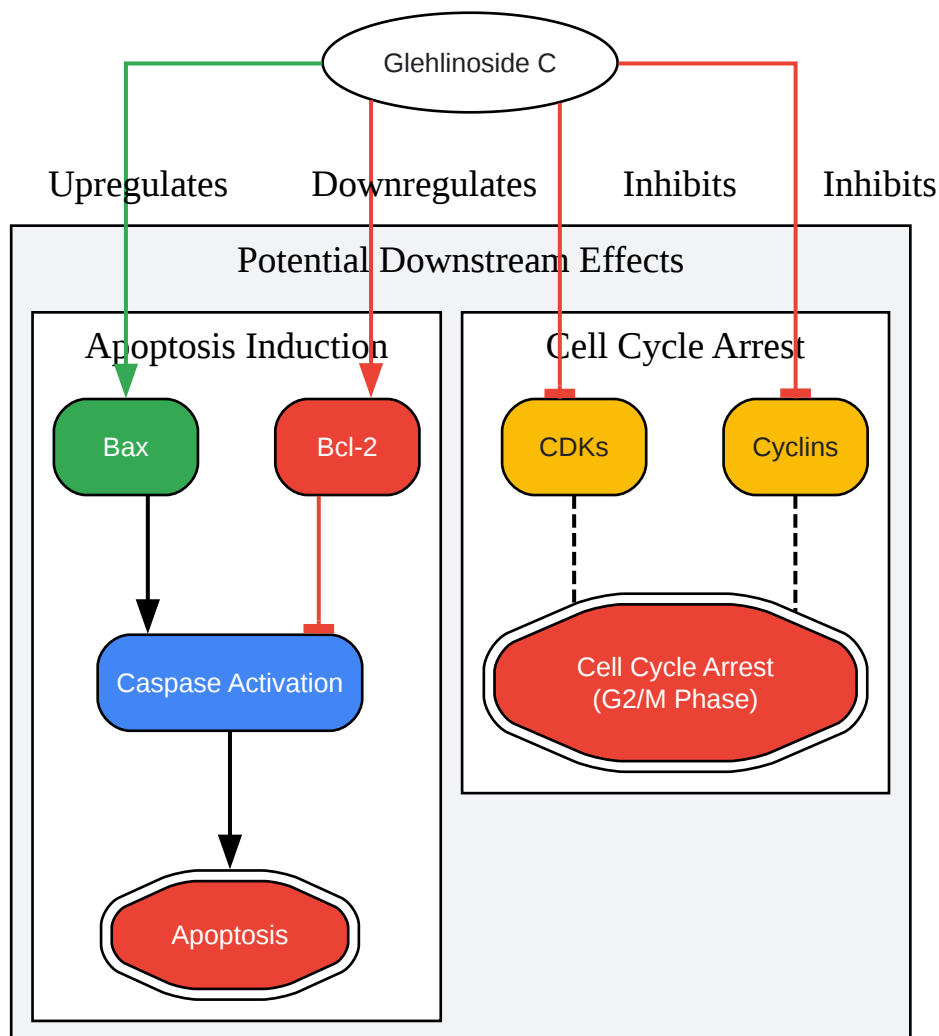 Glehlinoside C
Upregulates
Downregulates
Inhibits
Inhibits
Potential Downstream Effects
Apoptosis Induction
Cell Cycle Arrest
Bax
Bcl-2
CDKs
Cyclins
Caspase Activation
Cell Cycle Arrest
(G2/M Phase)
Apoptosis